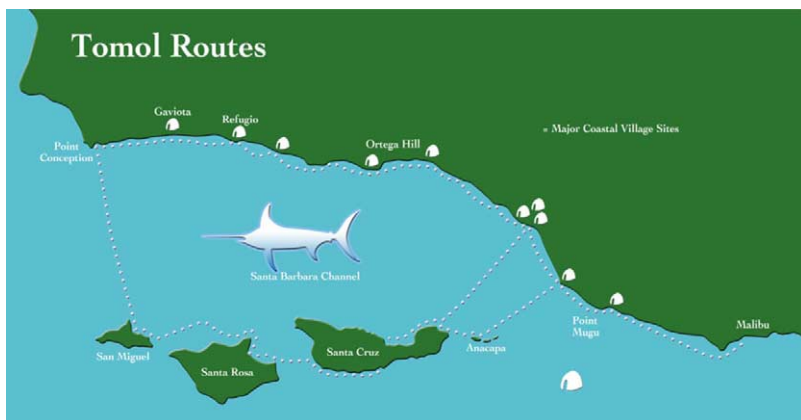 Tomol Routes
Gaviota
Refugio
= Major Coastal Village Sites
Ortega Hill
Point
Conception
Santa Barbara Channel
Point
Mugu
Malibu
San Miguel
Santa Rosa
Santa Cruz
Anacapa